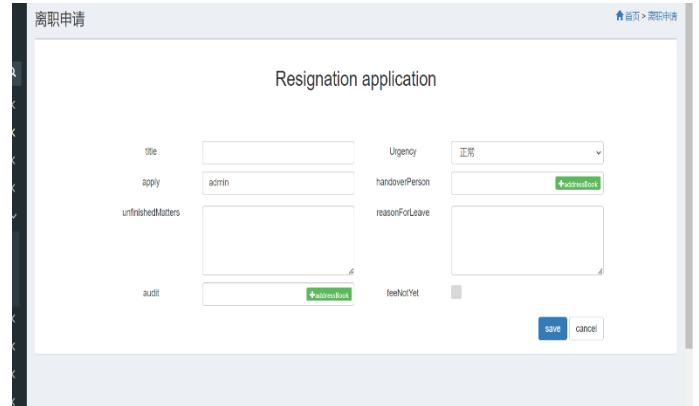 离职申请
首页 > 离职申请
Resignation application
title
Urgency 正常
apply admin
handoverPerson +addressBook
unfinishedMatters
reasonForLeave
audit +addressBook
feeNotYet
save cancel